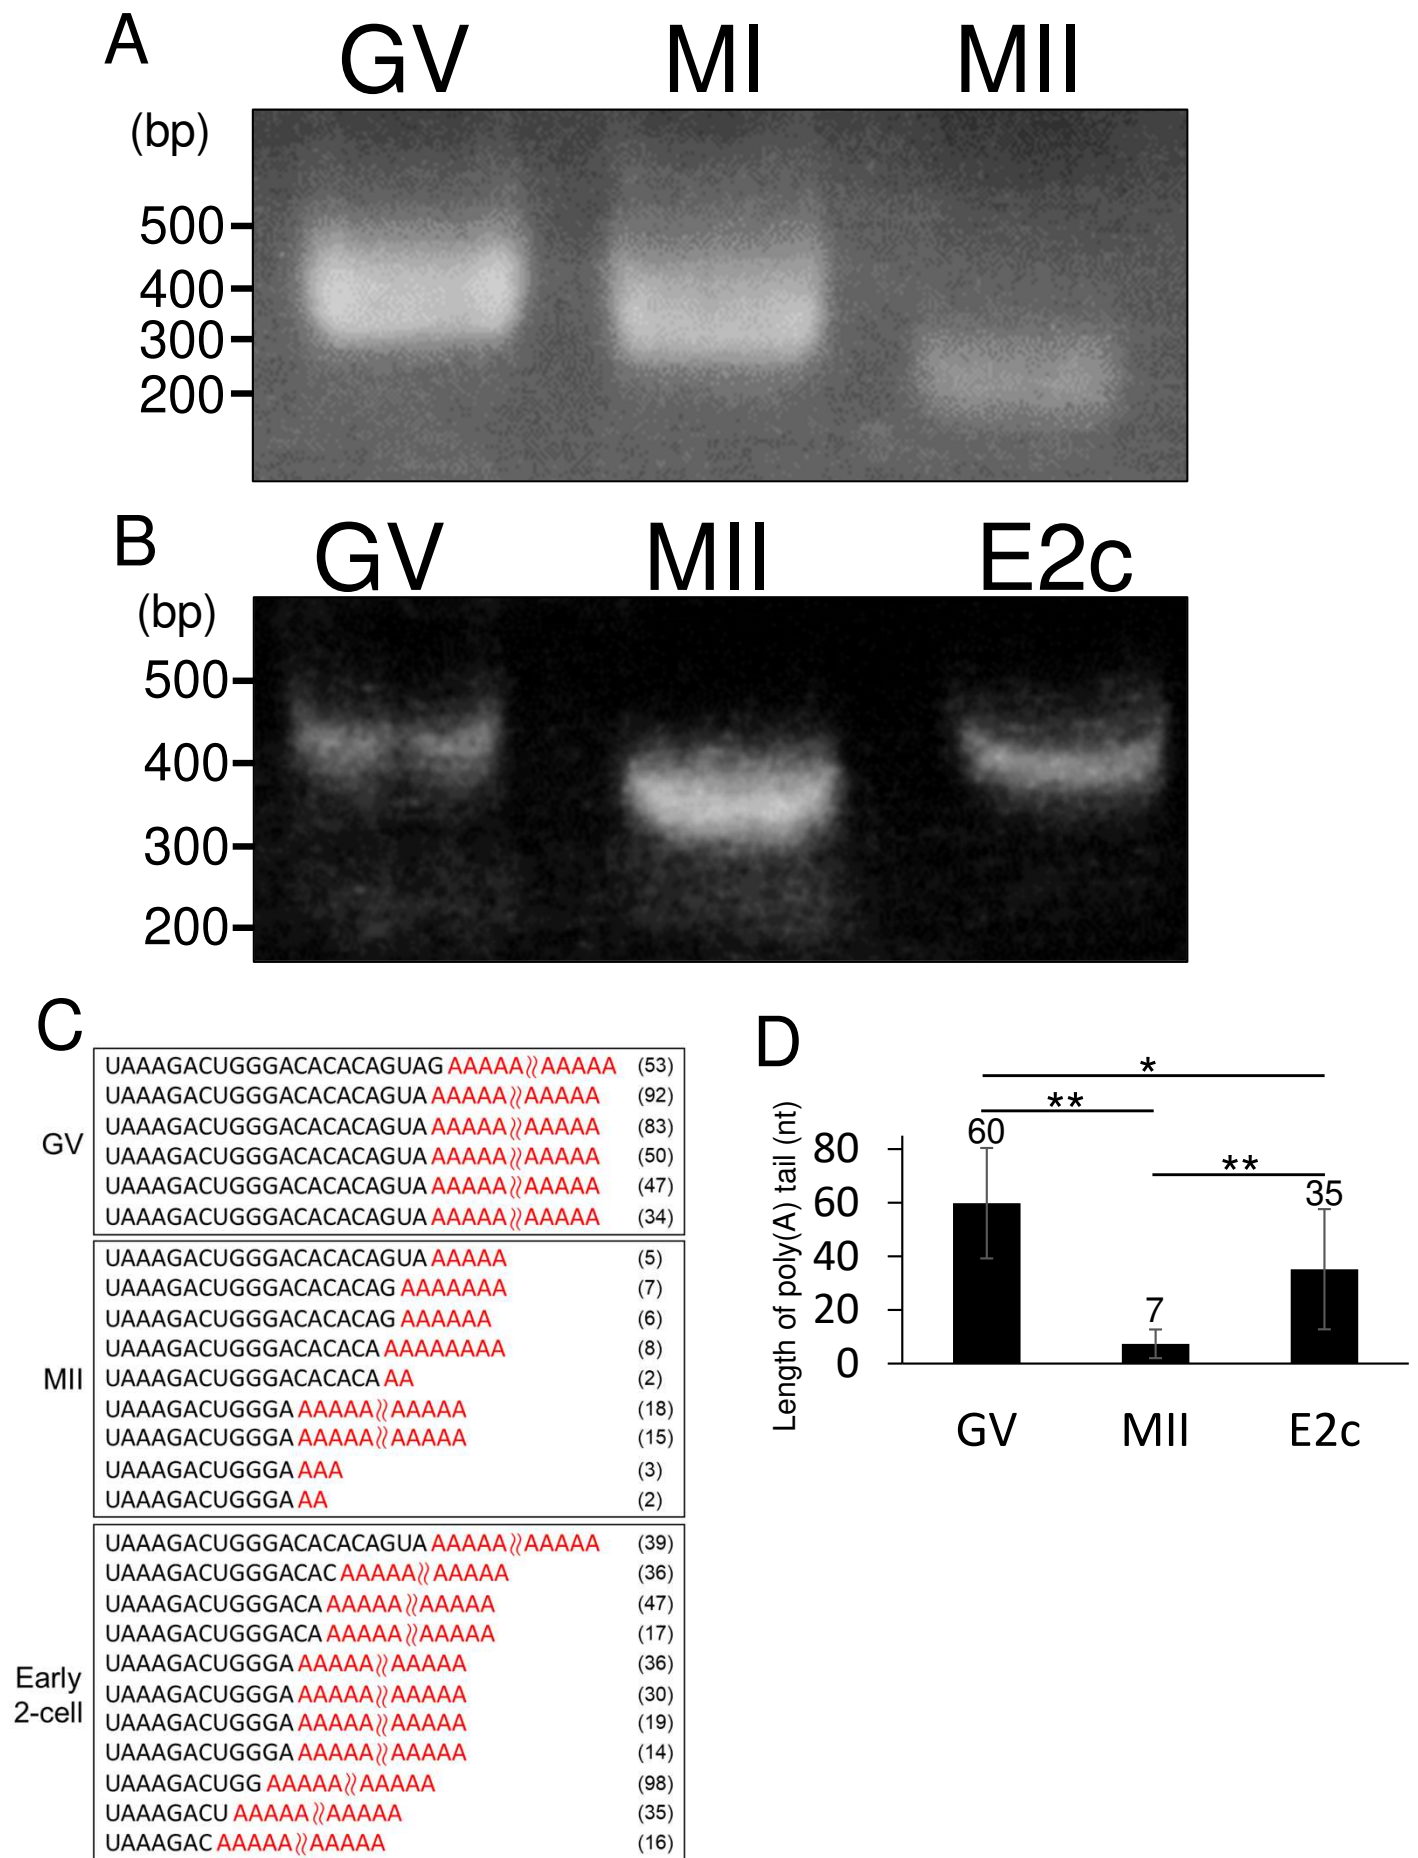 A
GV MI MII
(bp)
500
400
300
200
B
GV MII E2c
(bp)
500
400
300
200
C
GV
UAAAGACUGGGACACACAGUAG AAAAA AAAAA (53)
UAAAGACUGGGACACACAGUA AAAAA AAAAA (92)
UAAAGACUGGGACACACAGUA AAAAA AAAAA (83)
UAAAGACUGGGACACACAGUA AAAAA AAAAA (50)
UAAAGACUGGGACACACAGUA AAAAA AAAAA (47)
UAAAGACUGGGACACACAGUA AAAAA AAAAA (34)
MII
UAAAGACUGGGACACACAGUA AAAAA (5)
UAAAGACUGGGACACACAG AAAAAAA (7)
UAAAGACUGGGACACACAG AAAAAA (6)
UAAAGACUGGGACACACA AAAAAAAA (8)
UAAAGACUGGGACACACA AA (2)
UAAAGACUGGGA AAAAA AAAAA (18)
UAAAGACUGGGA AAAAA AAAAA (15)
UAAAGACUGGGA AAA (3)
UAAAGACUGGGA AA (2)
Early
2-cell
UAAAGACUGGGACACACAGUA AAAAA AAAAA (39)
UAAAGACUGGGACAC AAAAA AAAAA (36)
UAAAGACUGGGACA AAAAA AAAAA (47)
UAAAGACUGGGACA AAAAA AAAAA (17)
UAAAGACUGGGA AAAAA AAAAA (36)
UAAAGACUGGGA AAAAA AAAAA (30)
UAAAGACUGGGA AAAAA AAAAA (19)
UAAAGACUGGGA AAAAA AAAAA (14)
UAAAGACUGG AAAAA AAAAA (98)
UAAAGACU AAAAA AAAAA (35)
UAAAGAC AAAAA AAAAA (16)
D
Length of poly(A) tail (nt)
80
60
40
20
0
*
**
**
60
7
35
GV MII E2c